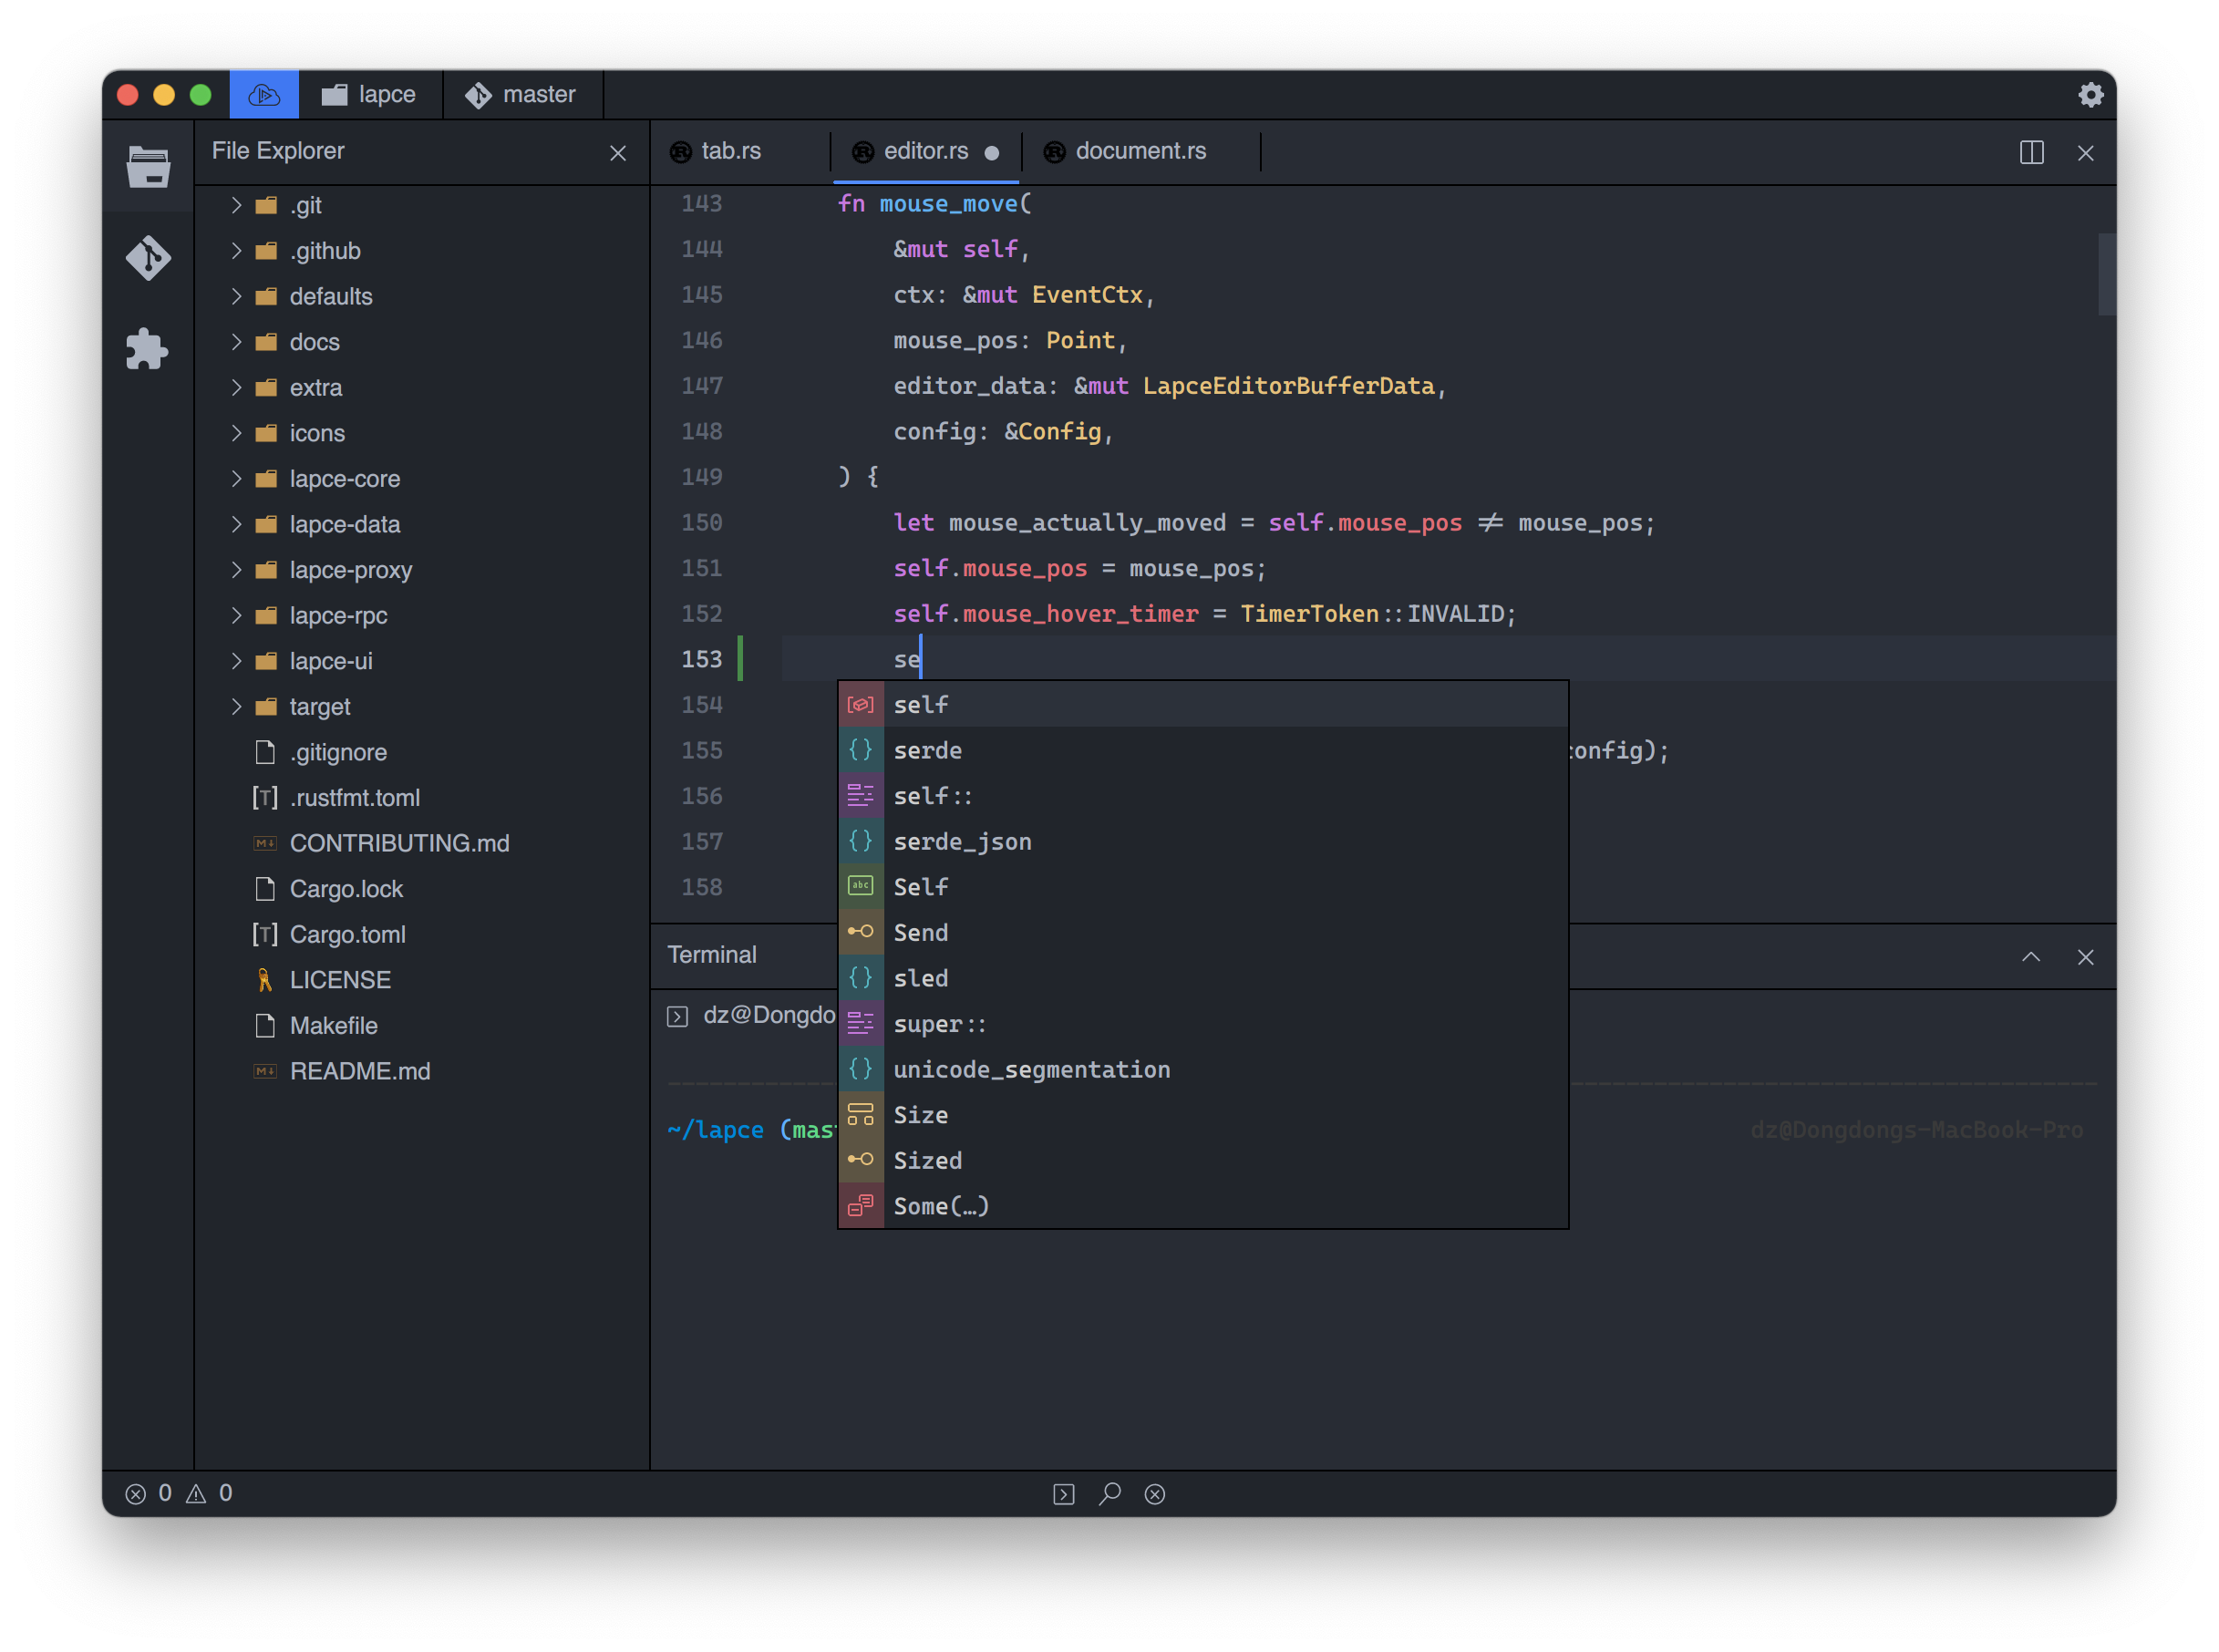 lapce master
File Explorer
.git
.github
defaults
docs
extra
icons
lapce-core
lapce-data
lapce-proxy
lapce-rpc
lapce-ui
target
.gitignore
[T] .rustfmt.toml
M↓ CONTRIBUTING.md
Cargo.lock
[T] Cargo.toml
LICENSE
Makefile
M↓ README.md
tab.rs editor.rs document.rs
143 fn mouse_move(
144 &mut self,
145 ctx: &mut EventCtx,
146 mouse_pos: Point,
147 editor_data: &mut LapceEditorBufferData,
148 config: &Config,
149 ) {
150 let mouse_actually_moved = self.mouse_pos ≠ mouse_pos;
151 self.mouse_pos = mouse_pos;
152 self.mouse_hover_timer = TimerToken::INVALID;
153 se
154
155 config);
156
157
158
self
serde
self::
serde_json
abc Self
Send
sled
super::
unicode_segmentation
Size
Sized
Some(…)
Terminal
dz@Dongdo
~/lapce (mas
dz@Dongdongs-MacBook-Pro
0 0